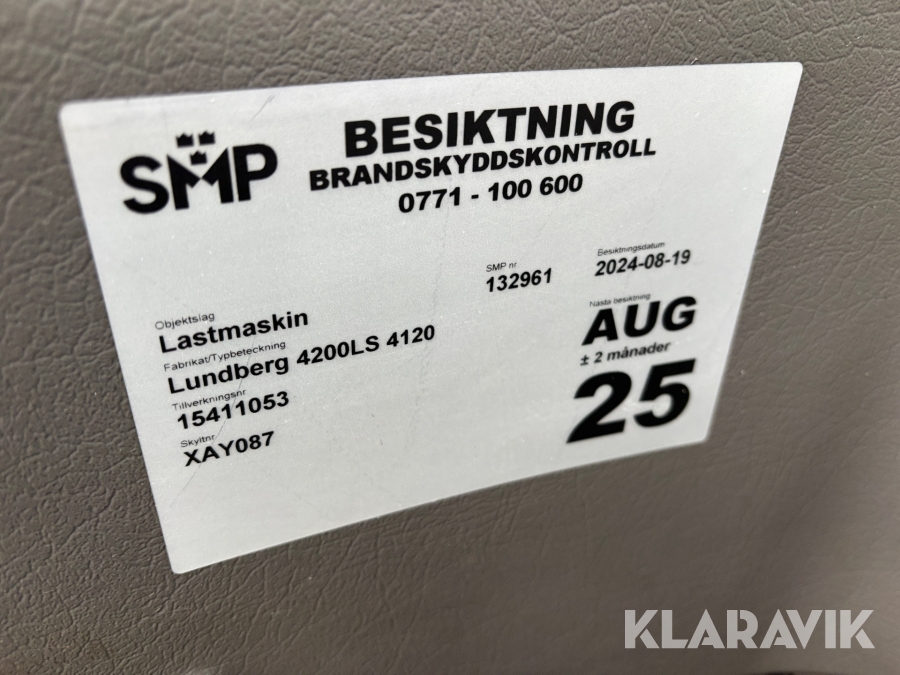 SMP
BESIKTNING
BRANDSKYDDSKONTROLL
0771 - 100 600
SMP nr
132961
Besiktningsdatum
2024-08-19
Objektslag
Lastmaskin
Fabrikat/Typbeteckning
Lundberg 4200LS 4120
Tillverkningsnr
15411053
Skyltnr
XAY087
Nästa besiktning
AUG
± 2 månader
25
KLARAVIK